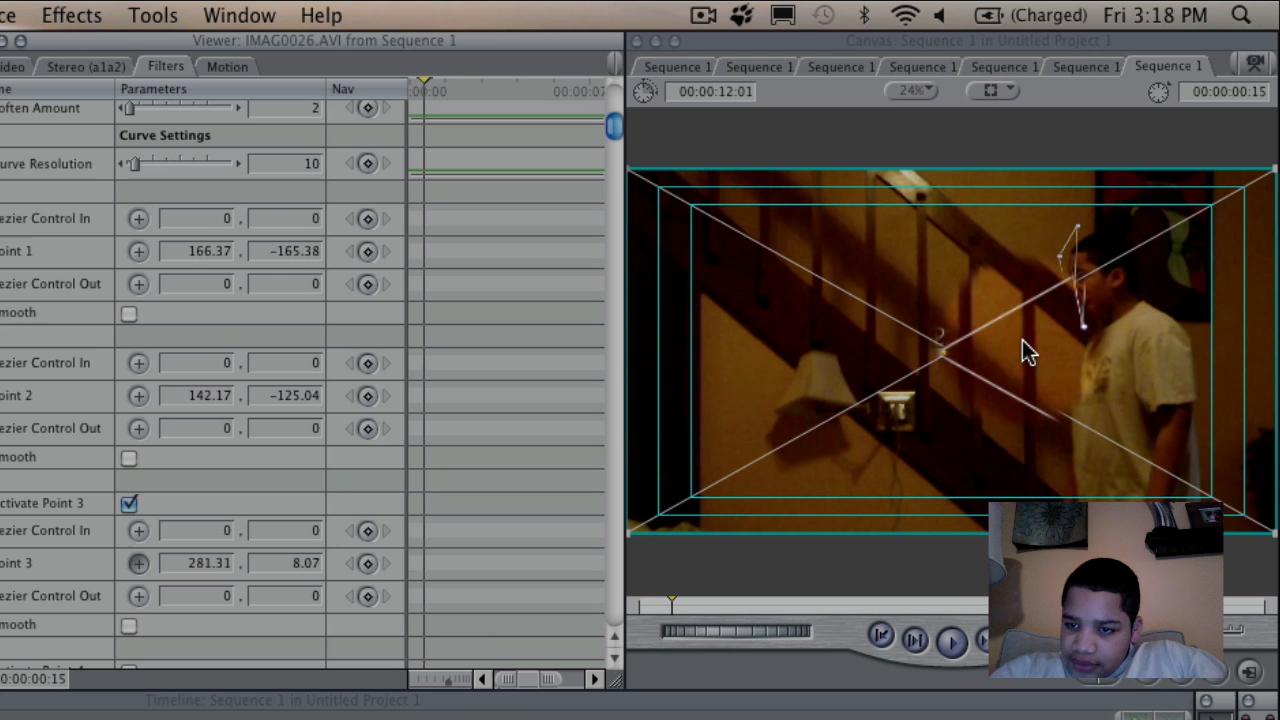 ce Effects Tools Window Help (Charged) Fri 3:18 PM
Viewer: IMAG0026.AVI from Sequence 1
Canvas: Sequence 1 in Untitled Project 1
ideo Stereo (a1a2) Filters Motion
Sequence 1 Sequence 1 Sequence 1 Sequence 1 Sequence 1 Sequence 1 Sequence 1
me Parameters Nav :00:00 00:00:07
00:00:12:01 24% 00:00:00:15
often Amount 2
Curve Settings
urve Resolution 10
ezier Control In 0 , 0
oint 1 166.37 , -165.38
ezier Control Out 0 , 0
mooth
ezier Control In 0 , 0
oint 2 142.17 , -125.04
ezier Control Out 0 , 0
mooth
ctivate Point 3
ezier Control In 0 , 0
oint 3 281.31 , 8.07
ezier Control Out 0 , 0
mooth
2
0:00:00:15
Timeline: Sequence 1 in Untitled Project 1